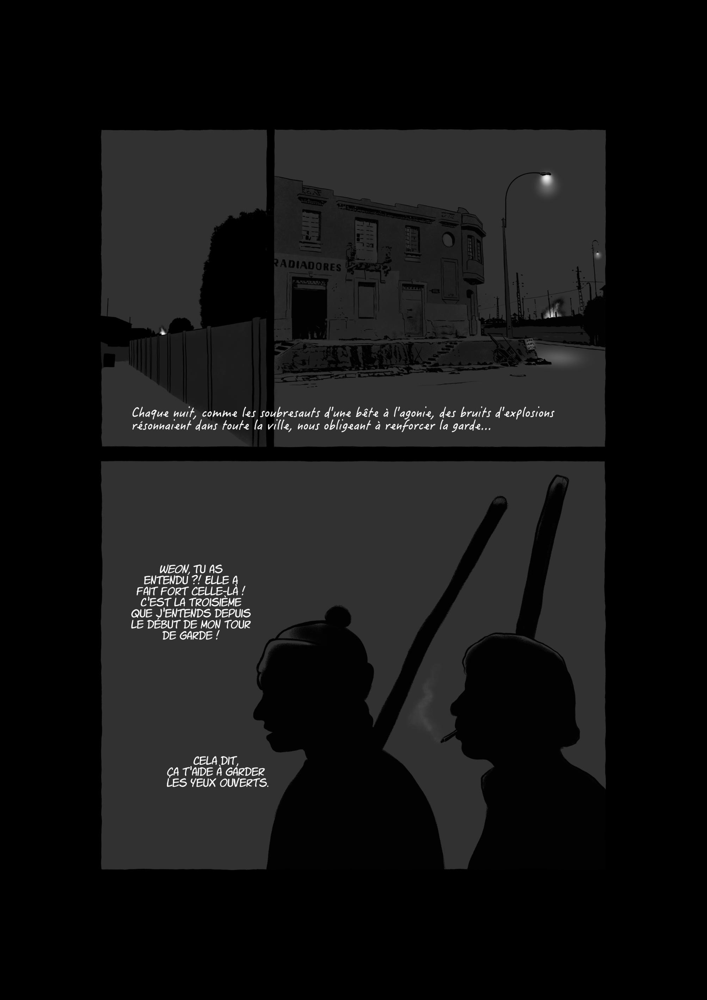 RADIADORES
Chaque nuit, comme les soubresauts d'une bête à l'agonie, des bruits d'explosions
résonnaient dans toute la ville, nous obligeant à renforcer la garde...
WEON, TU AS
ENTENDU ?! ELLE A
FAIT FORT CELLE-LÀ !
C'EST LA TROISIÈME
QUE J'ENTENDS DEPUIS
LE DÉBUT DE MON TOUR
DE GARDE !
CELA DIT,
ÇA T'AIDE À GARDER
LES YEUX OUVERTS.